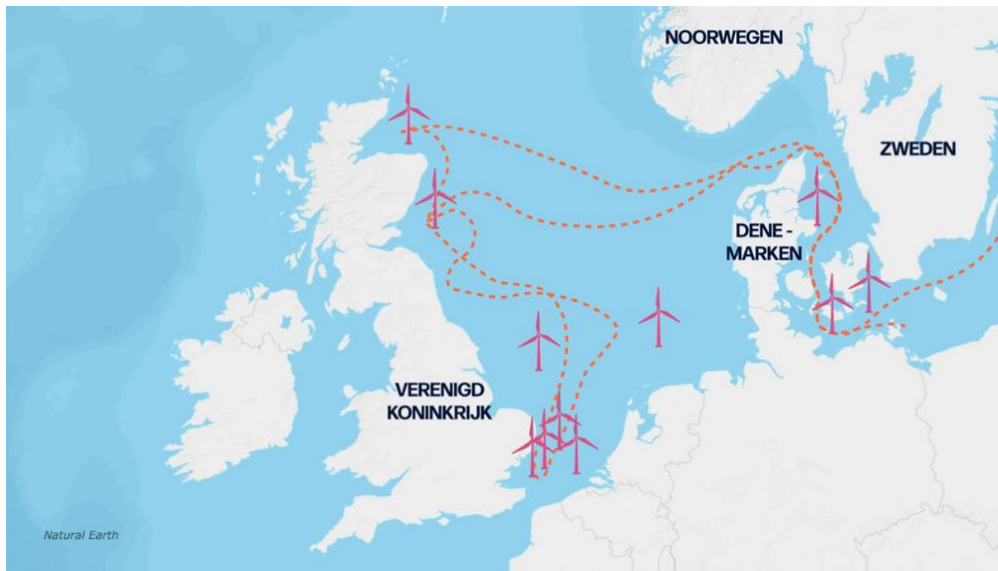 NOORWEGEN
ZWEDEN
DENE -
MARKEN
VERENIGD
KONINKRIJK
Natural Earth